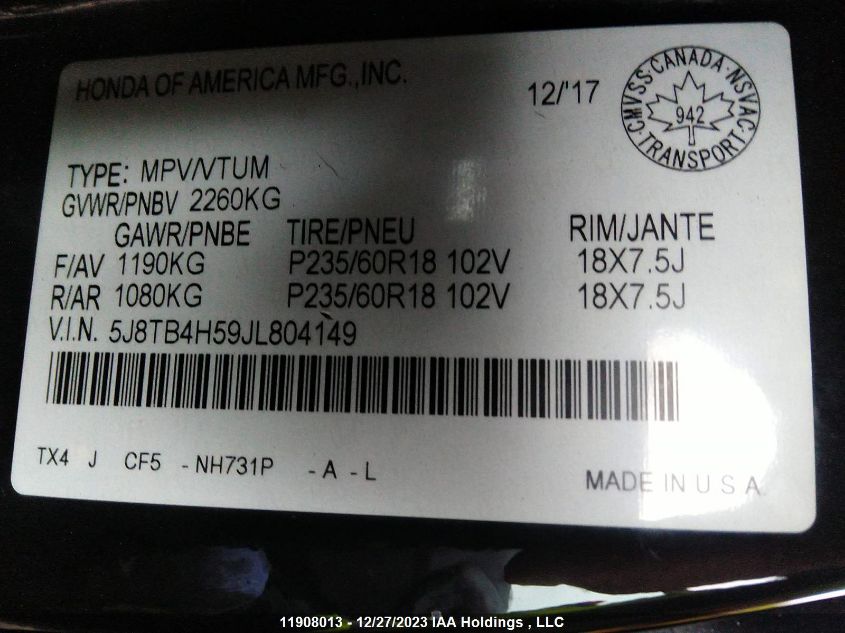 HONDA OF AMERICA MFG.,INC.
12/'17
CMVSS·CANADA·NSVAC
942
TRANSPORT
TYPE: MPV/VTUM
GVWR/PNBV 2260KG
GAWR/PNBE TIRE/PNEU RIM/JANTE
F/AV 1190KG P235/60R18 102V 18X7.5J
R/AR 1080KG P235/60R18 102V 18X7.5J
V.I.N. 5J8TB4H59JL804149
TX4 J CF5 - NH731P - A - L
MADE IN U S A.
11908013 - 12/27/2023 IAA Holdings , LLC